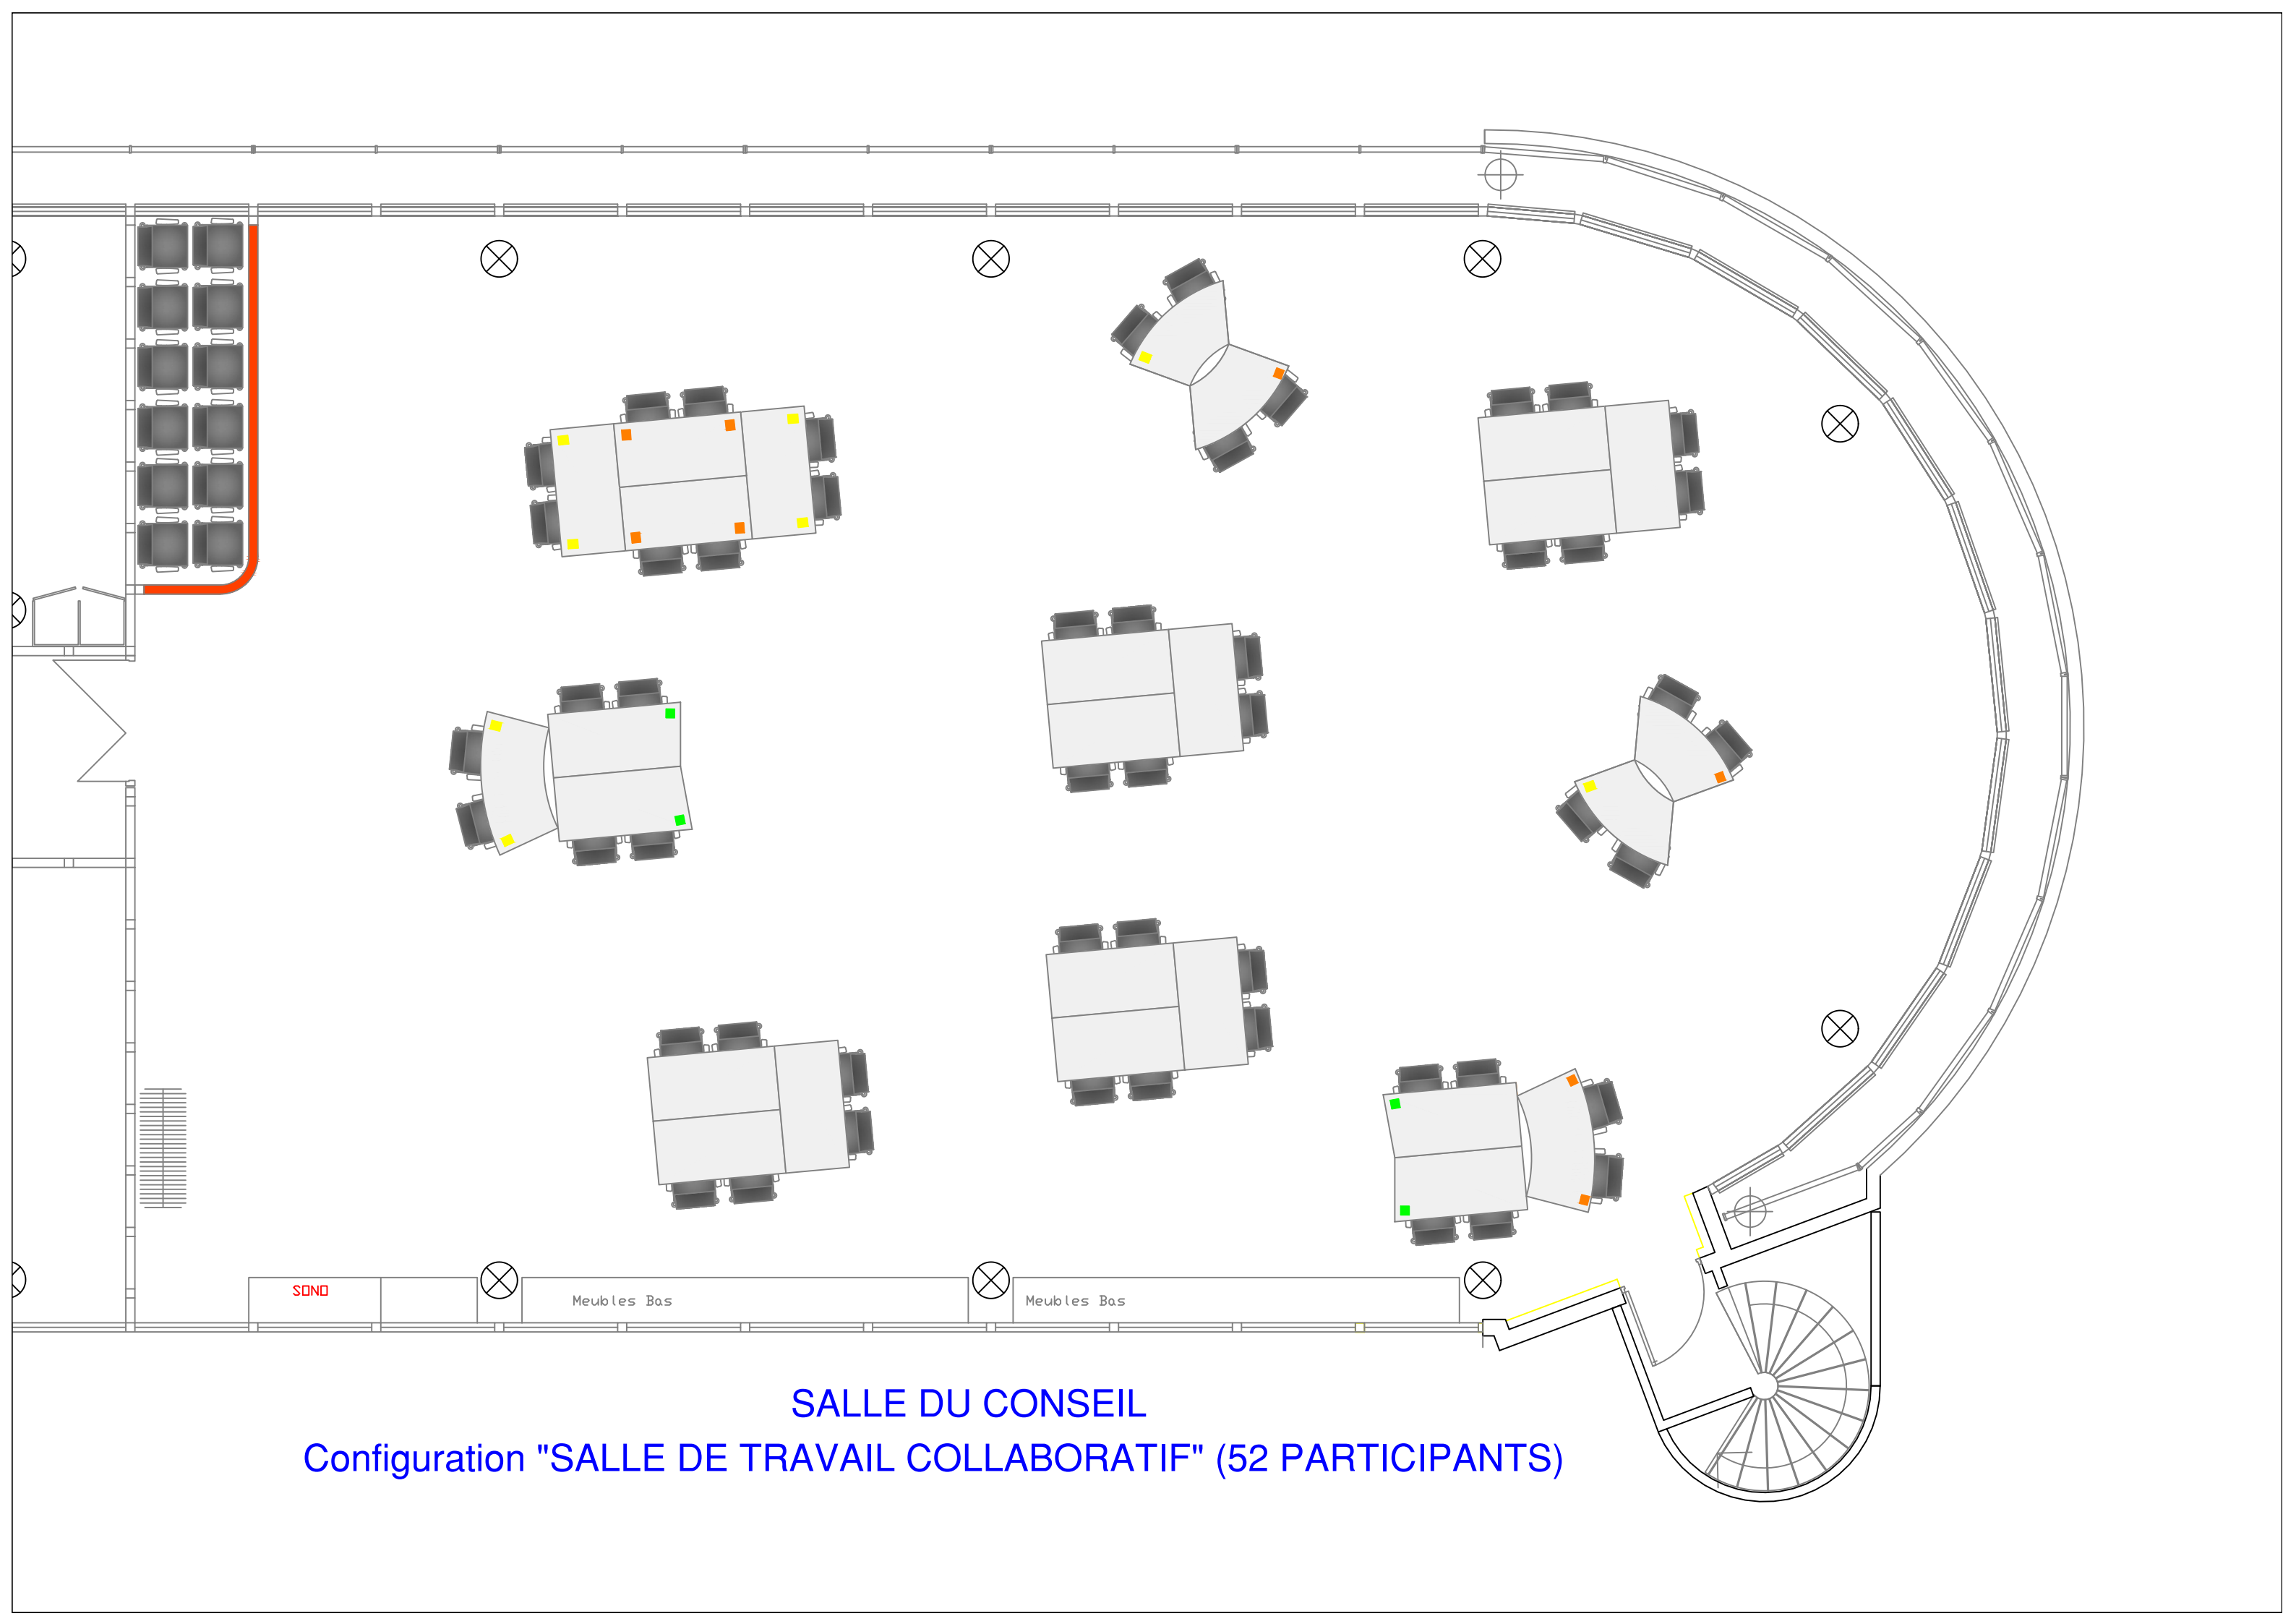 SONO
Meubles Bas
Meubles Bas
SALLE DU CONSEIL
Configuration "SALLE DE TRAVAIL COLLABORATIF" (52 PARTICIPANTS)